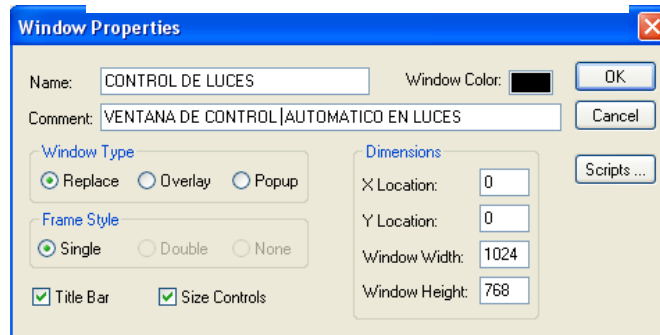 Window Properties
Name: CONTROL DE LUCES Window Color: OK
Comment: VENTANA DE CONTROL AUTOMATICO EN LUCES Cancel
Window Type Dimensions Scripts ...
Replace Overlay Popup X Location: 0
Frame Style Y Location: 0
Single Double None Window Width: 1024
Title Bar Size Controls Window Height: 768